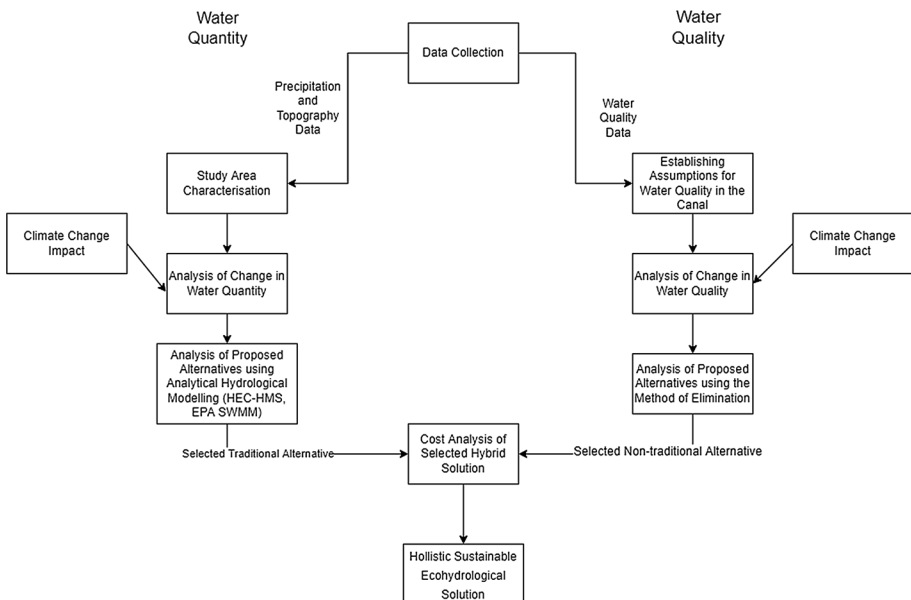 Water
Quantity
Water
Quality
Data Collection
Precipitation
and
Topography
Data
Water
Quality
Data
Study Area
Characterisation
Establishing
Assumptions for
Water Quality in the
Canal
Climate Change
Impact
Analysis of Change in
Water Quantity
Analysis of Change in
Water Quality
Climate Change
Impact
Analysis of Proposed
Alternatives using
Analytical Hydrological
Modelling (HEC-HMS,
EPA SWMM)
Analysis of Proposed
Alternatives using the
Method of Elimination
Selected Traditional Alternative
Cost Analysis of
Selected Hybrid
Solution
Selected Non-traditional Alternative
Hollistic Sustainable
Ecohydrological
Solution